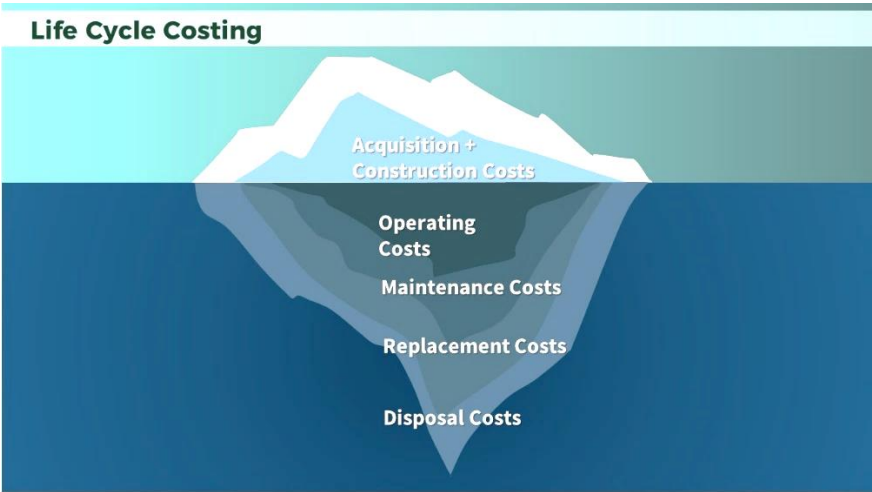 Life Cycle Costing
Acquisition +
Construction Costs
Operating
Costs
Maintenance Costs
Replacement Costs
Disposal Costs